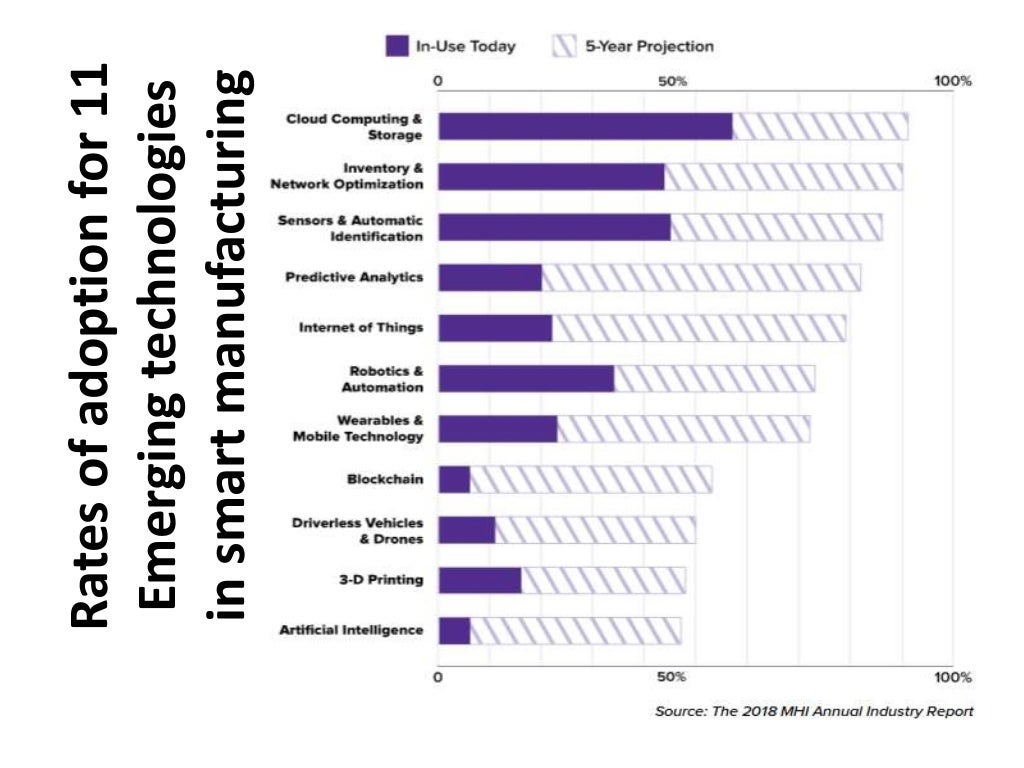 Rates of adoption for 11
Emerging technologies
in smart manufacturing
In-Use Today
5-Year Projection
0
50%
100%
Cloud Computing &
Storage
Inventory &
Network Optimization
Sensors & Automatic
Identification
Predictive Analytics
Internet of Things
Robotics &
Automation
Wearables &
Mobile Technology
Blockchain
Driverless Vehicles
& Drones
3-D Printing
Artificial Intelligence
0
50%
100%
Source: The 2018 MHI Annual Industry Report